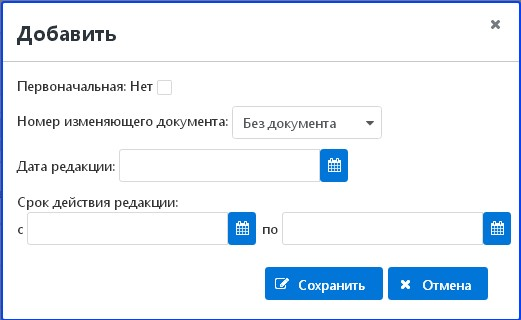 Добавить
Первоначальная: Нет
Номер изменяющего документа: Без документа
Дата редакции:
Срок действия редакции:
с по
Сохранить Отмена